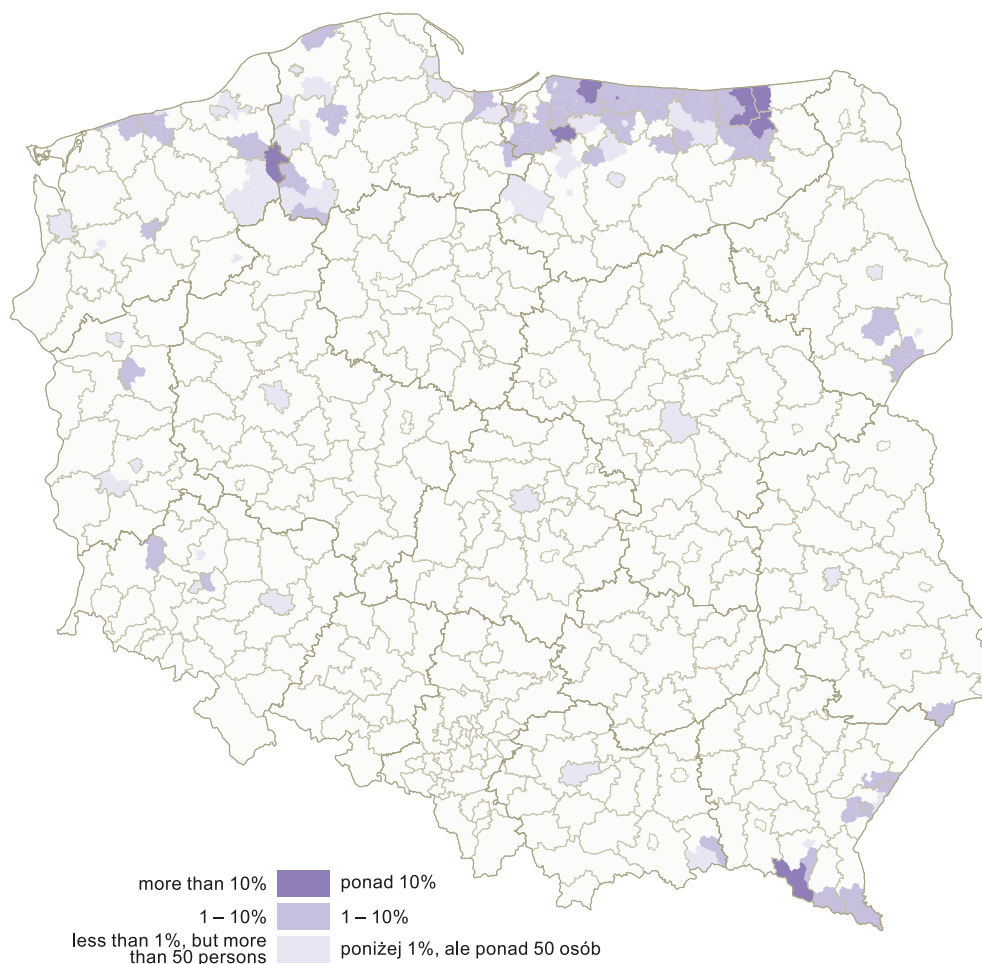 more than 10% ponad 10%
1 – 10% 1 – 10%
less than 1%, but more
than 50 persons poniżej 1%, ale ponad 50 osób